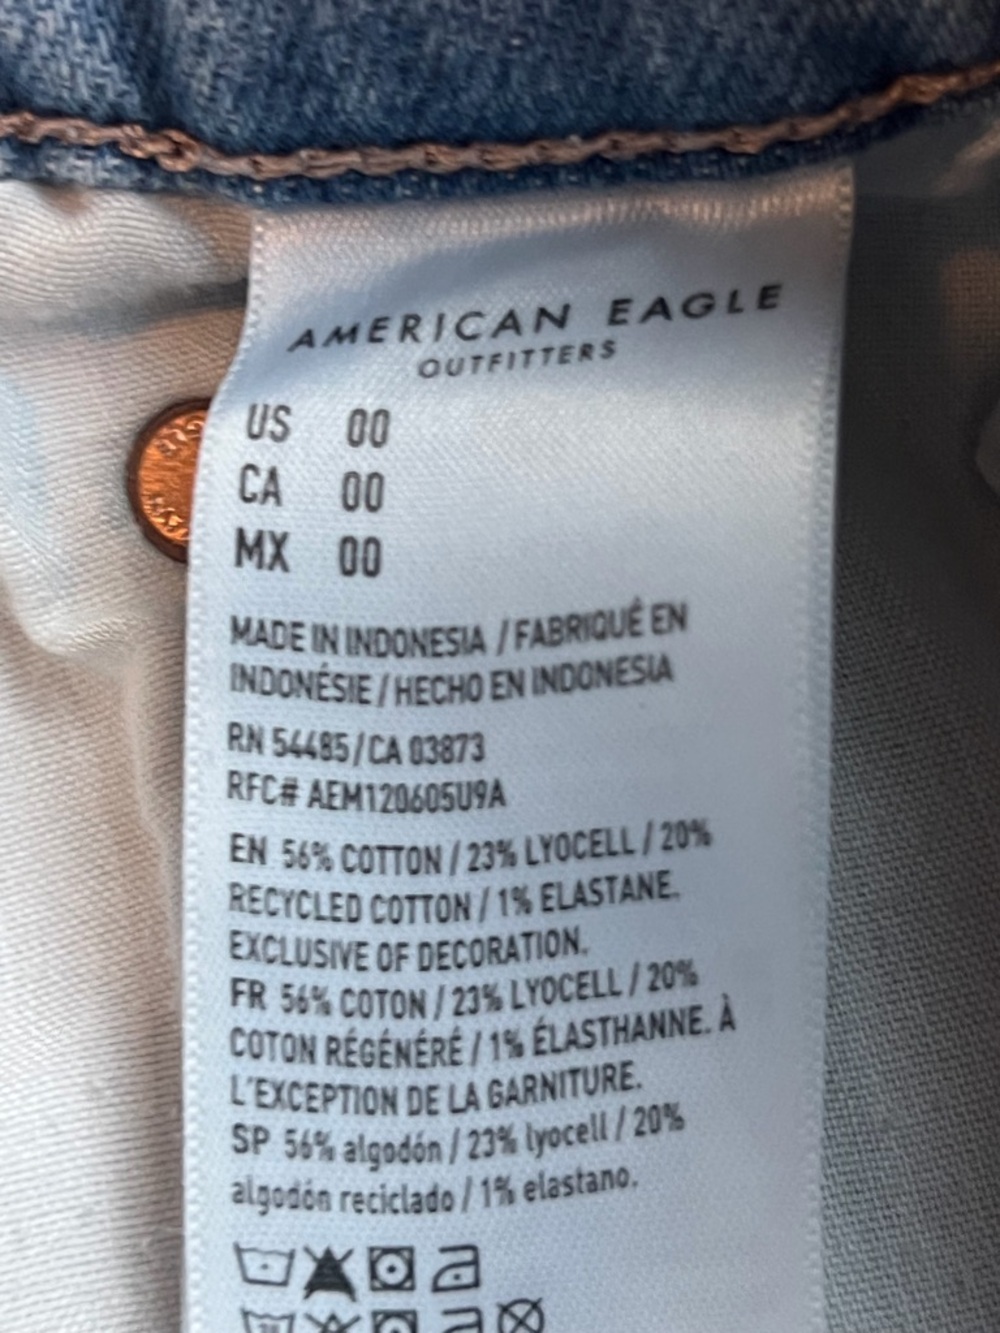 AMERICAN EAGLE
OUTFITTERS
US 00
CA 00
MX 00
MADE IN INDONESIA / FABRIQUÉ EN
INDONÉSIE / HECHO EN INDONESIA
RN 54485/CA 03873
RFC# AEM120605U9A
EN 56% COTTON / 23% LYOCELL / 20%
RECYCLED COTTON / 1% ELASTANE.
EXCLUSIVE OF DECORATION.
FR 56% COTON / 23% LYOCELL / 20%
COTON RÉGÉNÉRÉ / 1% ÉLASTHANNE. À
L'EXCEPTION DE LA GARNITURE.
SP 56% algodón / 23% lyocell / 20%
algodón reciclado / 1% elastano.